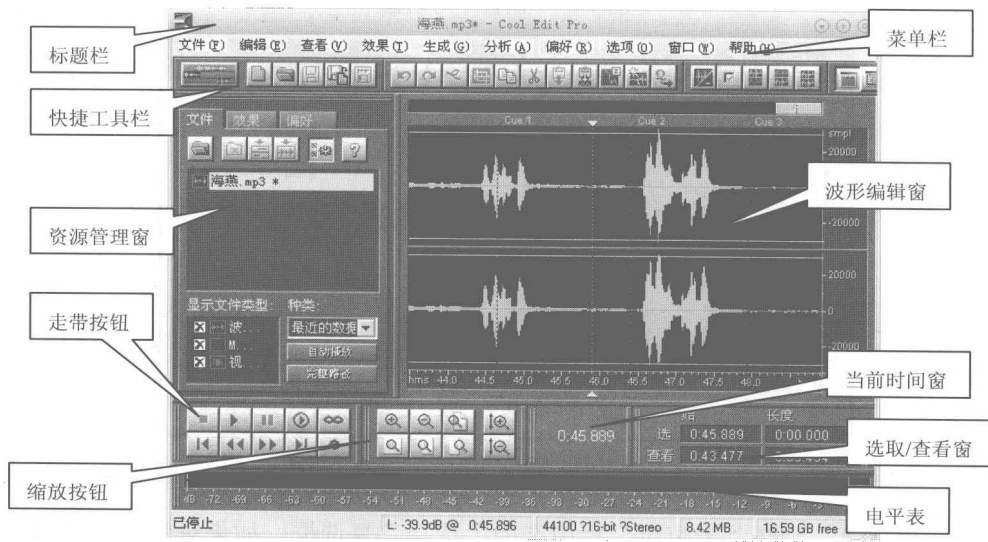 海燕 mp3* - Cool Edit Pro
标题栏
菜单栏
文件(F) 编辑(E) 查看(V) 效果(T) 生成(G) 分析(A) 偏好(R) 选项(O) 窗口(W) 帮助
快捷工具栏
文件 效果 偏好
Cue 1 Cue 2 Cue 3
smpl
20000
海燕.mp3 *
波形编辑窗
-20000
资源管理窗
20000
0
-20000
显示文件类型: 种类:
走带按钮
波.. 最近的数据
M... 自动播放
视.. 完整路径
hms 44.0 44.5 45.0 45.5 46.0 46.5 47.0 47.5 48.0
当前时间窗
始 长度
0:45.889
选 0:45.889 0:00.000
查看 0:43.477
选取/查看窗
缩放按钮
dB -72 -69 -66 -63 -60 -57 -54 -51 -48 -45 -42 -39 -36 -33 -30 -27 -24 -21 -18 -15 -12 -9 -6
电平表
已停止 L: -39.9dB @ 0:45.896 44100 ?16-bit ?Stereo 8.42 MB 16.59 GB free